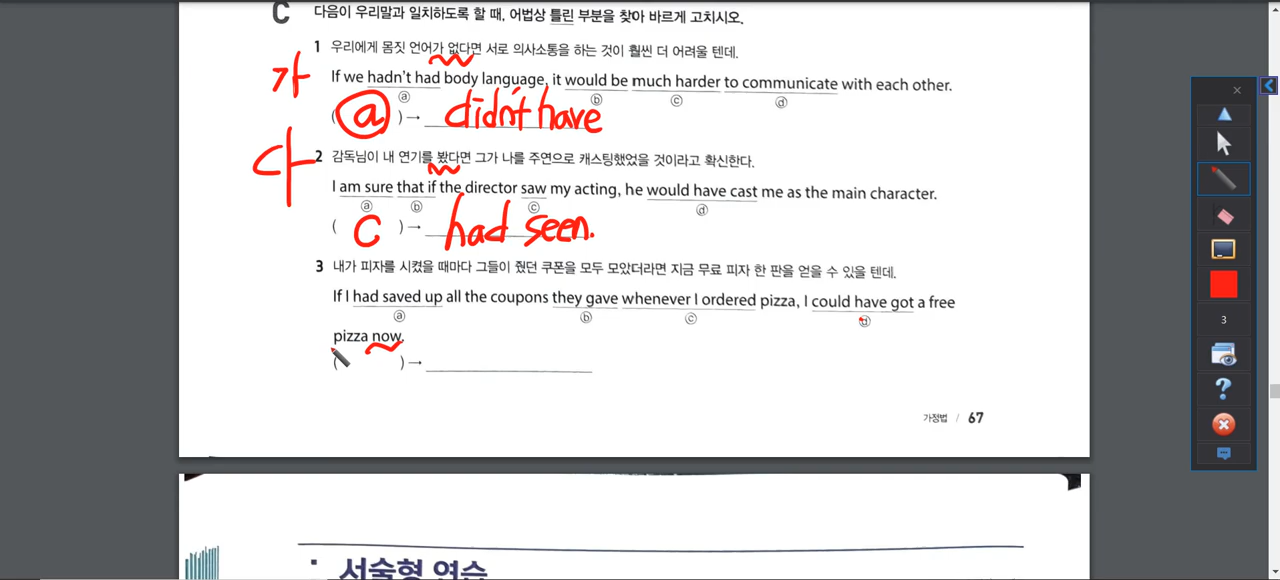 C 다음이 우리말과 일치하도록 할 때, 어법상 틀린 부분을 찾아 바르게 고치시오.
1 우리에게 몸짓 언어가 없다면 서로 의사소통을 하는 것이 훨씬 더 어려울 텐데.
가 If we hadn't had body language, it would be much harder to communicate with each other.
ⓐ ⓑ ⓒ ⓓ
( ⓐ ) → didn't have
2 감독님이 내 연기를 봤다면 그가 나를 주연으로 캐스팅했었을 것이라고 확신한다.
I am sure that if the director saw my acting, he would have cast me as the main character.
ⓐ ⓑ ⓒ ⓓ
( C ) → had seen.
3 내가 피자를 시켰을 때마다 그들이 줬던 쿠폰을 모두 모았더라면 지금 무료 피자 한 판을 얻을 수 있을 텐데.
If I had saved up all the coupons they gave whenever I ordered pizza, I could have got a free
ⓐ ⓑ ⓒ ⓓ
pizza now.
( ) →
가정법 / 67
서술형 연습
3